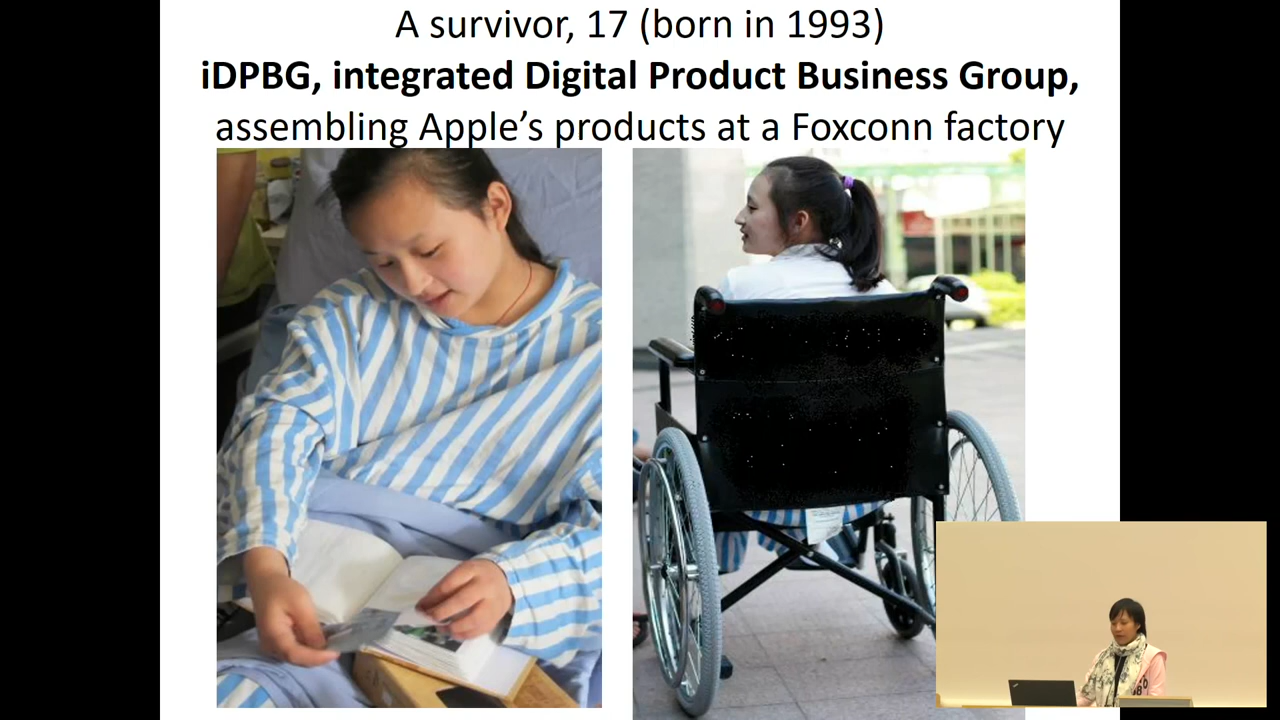 A survivor, 17 (born in 1993)
iDPBG, integrated Digital Product Business Group,
assembling Apple's products at a Foxconn factory